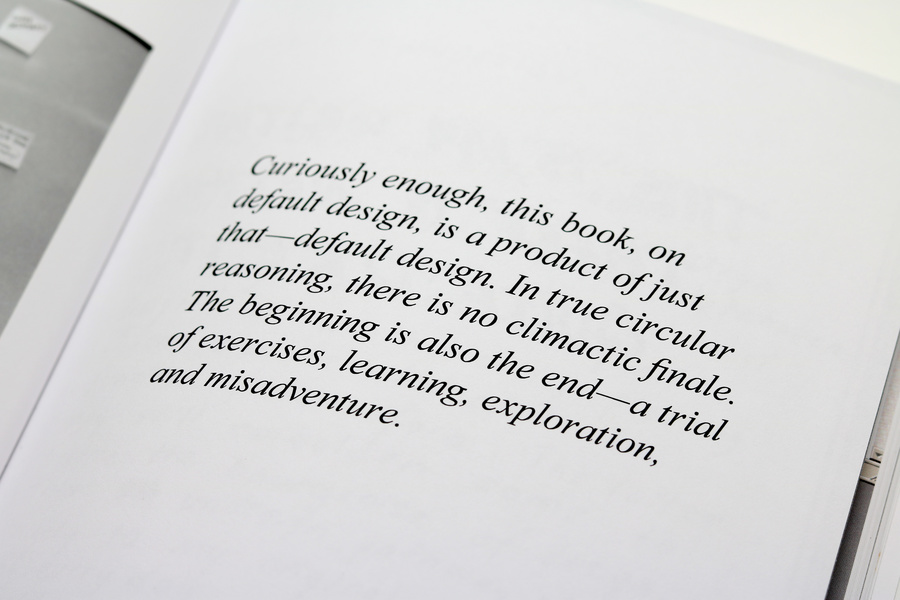 Curiously enough, this book, on
default design, is a product of just
that—default design. In true circular
reasoning, there is no climactic finale.
The beginning is also the end—a trial
of exercises, learning, exploration,
and misadventure.